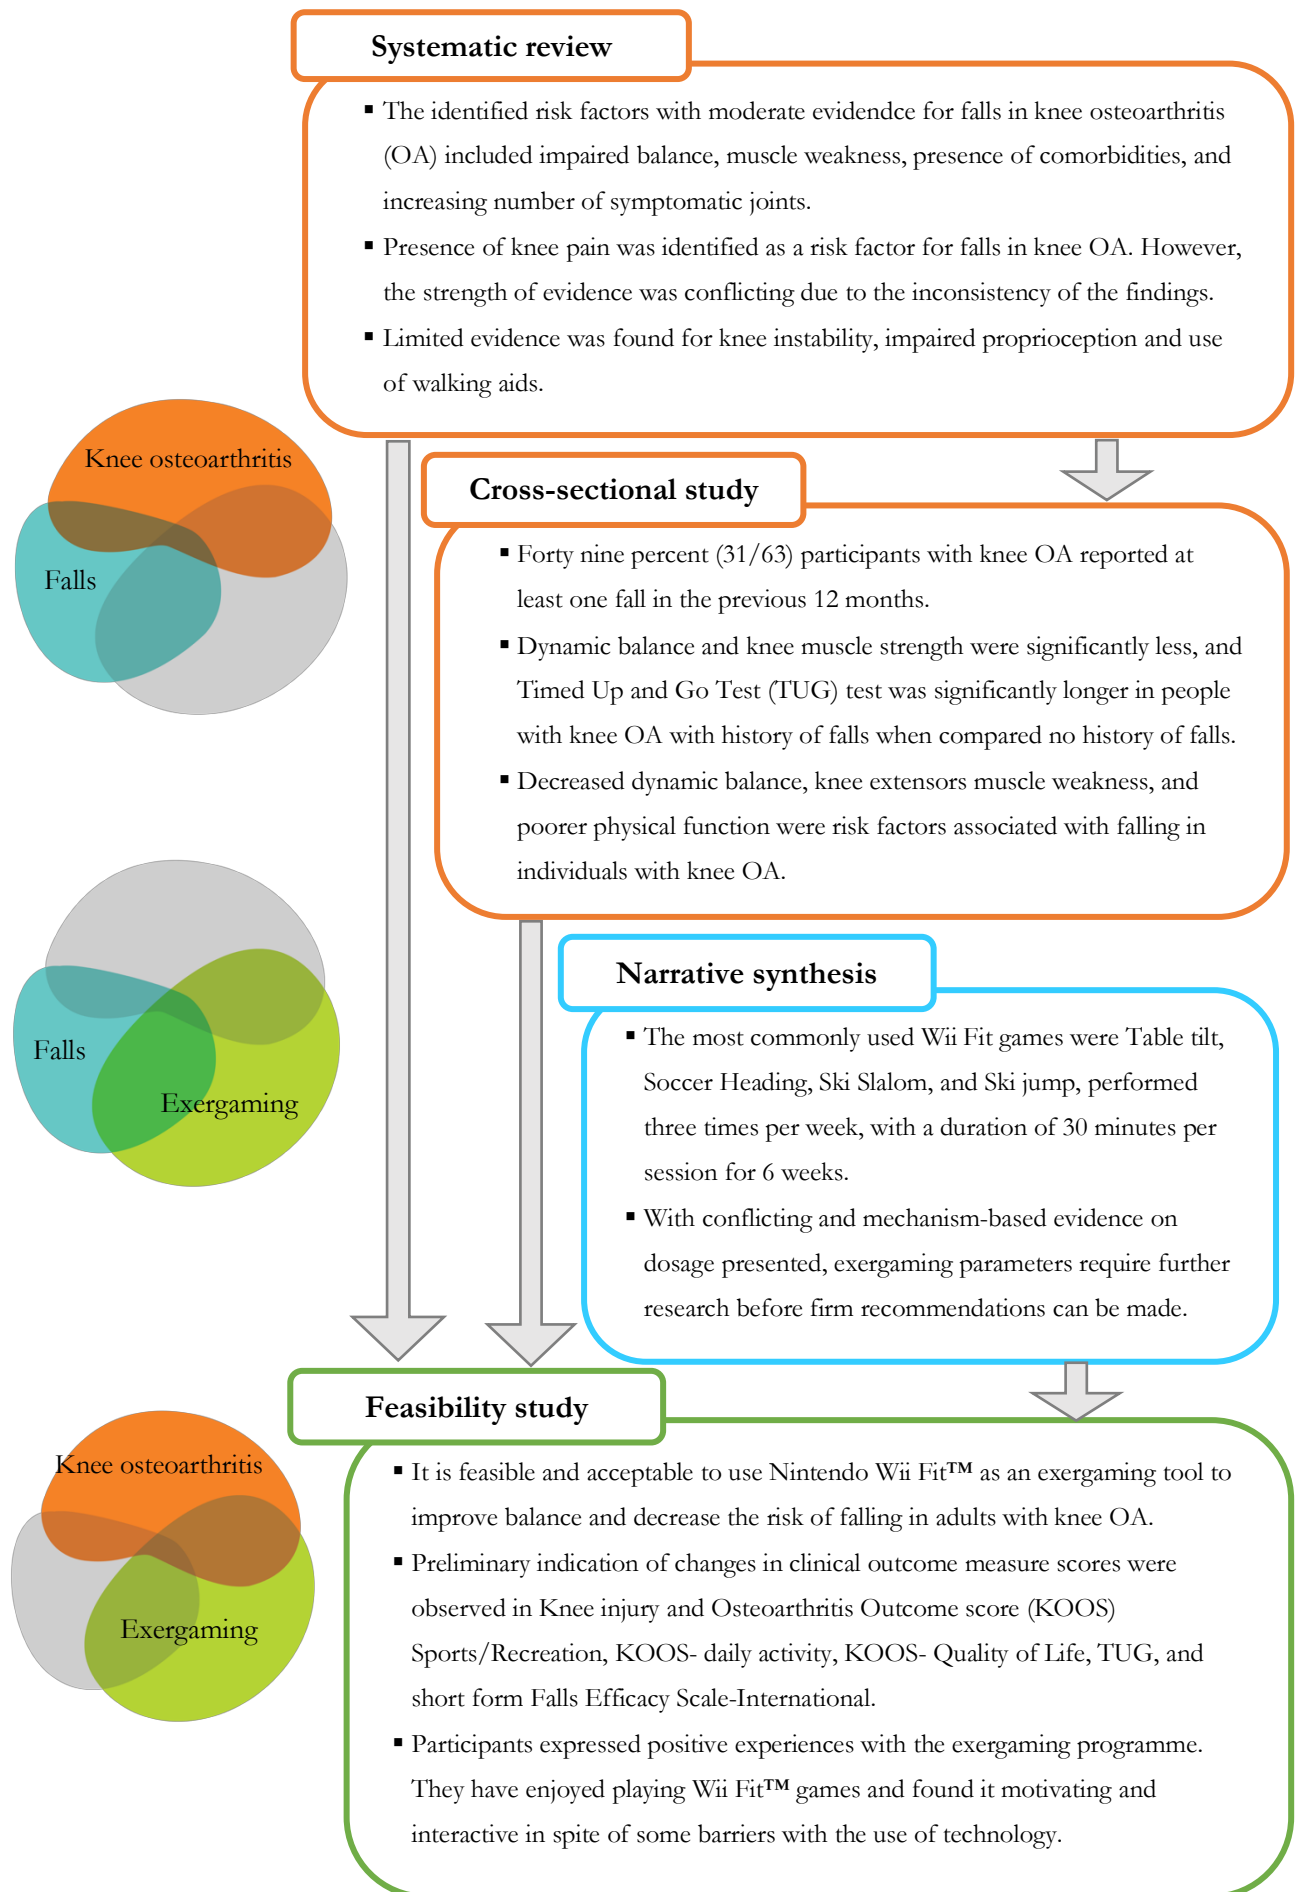 Systematic review
▪ The identified risk factors with moderate evidendce for falls in knee osteoarthritis
(OA) included impaired balance, muscle weakness, presence of comorbidities, and
increasing number of symptomatic joints.
▪ Presence of knee pain was identified as a risk factor for falls in knee OA. However,
the strength of evidence was conflicting due to the inconsistency of the findings.
▪ Limited evidence was found for knee instability, impaired proprioception and use
of walking aids.
Knee osteoarthritis
Falls
Cross-sectional study
▪ Forty nine percent (31/63) participants with knee OA reported at
least one fall in the previous 12 months.
▪ Dynamic balance and knee muscle strength were significantly less, and
Timed Up and Go Test (TUG) test was significantly longer in people
with knee OA with history of falls when compared no history of falls.
▪ Decreased dynamic balance, knee extensors muscle weakness, and
poorer physical function were risk factors associated with falling in
individuals with knee OA.
Falls
Exergaming
Narrative synthesis
▪ The most commonly used Wii Fit games were Table tilt,
Soccer Heading, Ski Slalom, and Ski jump, performed
three times per week, with a duration of 30 minutes per
session for 6 weeks.
▪ With conflicting and mechanism-based evidence on
dosage presented, exergaming parameters require further
research before firm recommendations can be made.
Feasibility study
Knee osteoarthritis
Exergaming
▪ It is feasible and acceptable to use Nintendo Wii Fit™ as an exergaming tool to
improve balance and decrease the risk of falling in adults with knee OA.
▪ Preliminary indication of changes in clinical outcome measure scores were
observed in Knee injury and Osteoarthritis Outcome score (KOOS)
Sports/Recreation, KOOS- daily activity, KOOS- Quality of Life, TUG, and
short form Falls Efficacy Scale-International.
▪ Participants expressed positive experiences with the exergaming programme.
They have enjoyed playing Wii Fit™ games and found it motivating and
interactive in spite of some barriers with the use of technology.